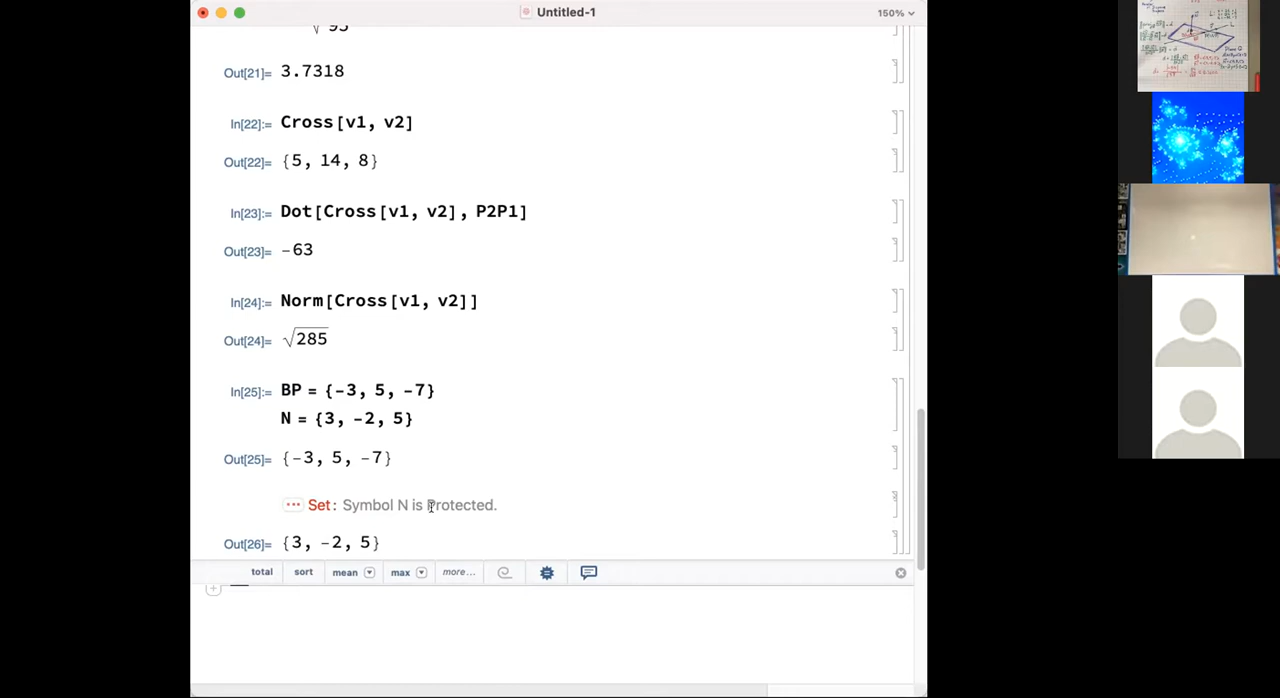 Untitled-1
150%
√95
Out[21]= 3.7318
In[22]:= Cross[v1, v2]
Out[22]= {5, 14, 8}
In[23]:= Dot[Cross[v1, v2], P2P1]
Out[23]= -63
In[24]:= Norm[Cross[v1, v2]]
Out[24]= √285
In[25]:= BP = {-3, 5, -7}
N = {3, -2, 5}
Out[25]= {-3, 5, -7}
Set: Symbol N is Protected.
Out[26]= {3, -2, 5}
total sort mean max more...